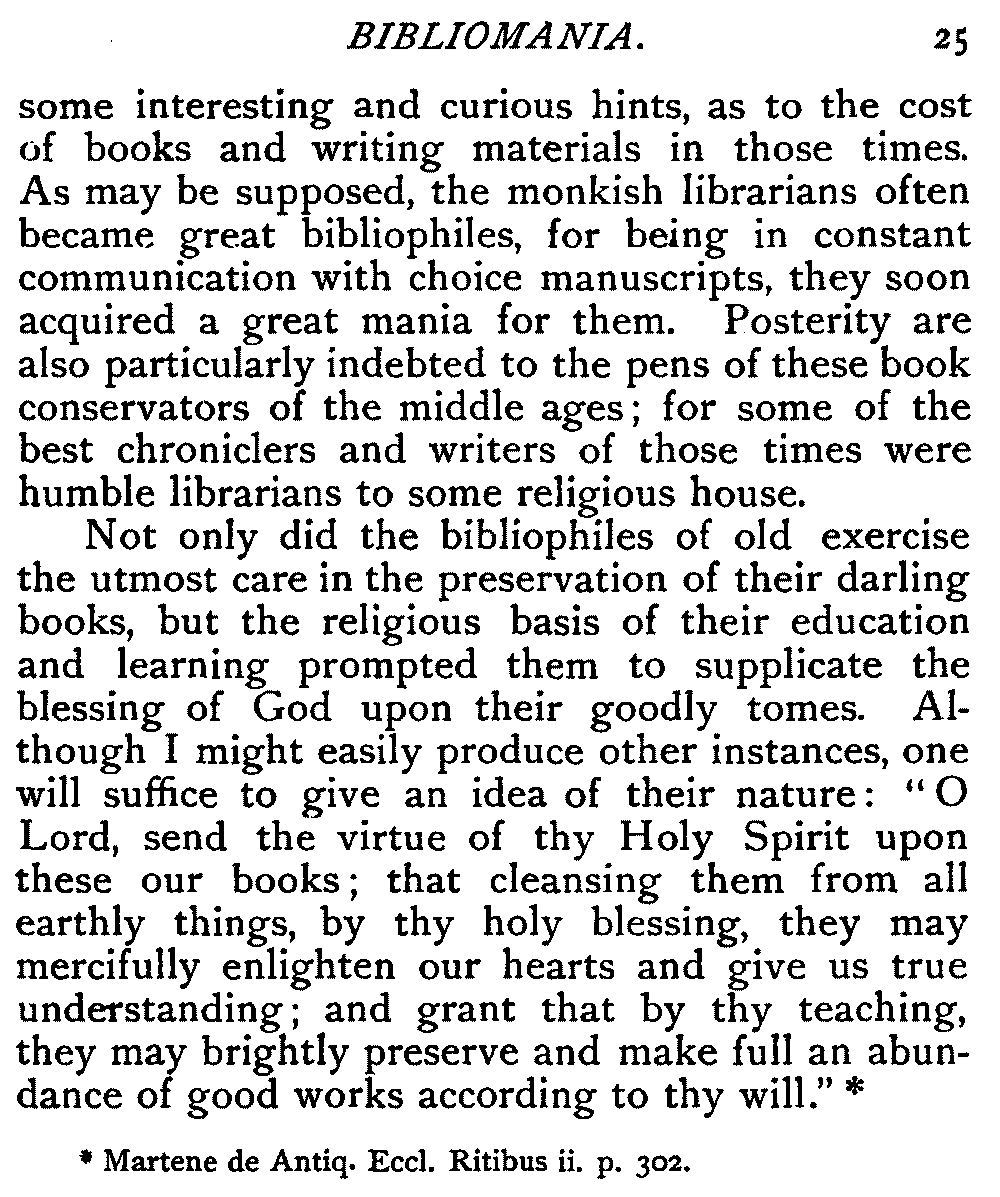 BIBLIOMANIA. 25
some interesting and curious hints, as to the cost
of books and writing materials in those times.
As may be supposed, the monkish librarians often
became great bibliophiles, for being in constant
communication with choice manuscripts, they soon
acquired a great mania for them. Posterity are
also particularly indebted to the pens of these book
conservators of the middle ages; for some of the
best chroniclers and writers of those times were
humble librarians to some religious house.
Not only did the bibliophiles of old exercise
the utmost care in the preservation of their darling
books, but the religious basis of their education
and learning prompted them to supplicate the
blessing of God upon their goodly tomes. Al-
though I might easily produce other instances, one
will suffice to give an idea of their nature: "O
Lord, send the virtue of thy Holy Spirit upon
these our books; that cleansing them from all
earthly things, by thy holy blessing, they may
mercifully enlighten our hearts and give us true
understanding; and grant that by thy teaching,
they may brightly preserve and make full an abun-
dance of good works according to thy will." *
* Martene de Antiq. Eccl. Ritibus ii. p. 302.